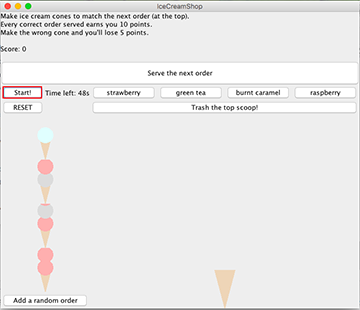 IceCreamShop
Make ice cream cones to match the next order (at the top).
Every correct order served earns you 10 points.
Make the wrong cone and you'll lose 5 points.
Score: 0
Serve the next order
Start! Time left: 48s strawberry green tea burnt caramel raspberry
RESET Trash the top scoop!
Add a random order